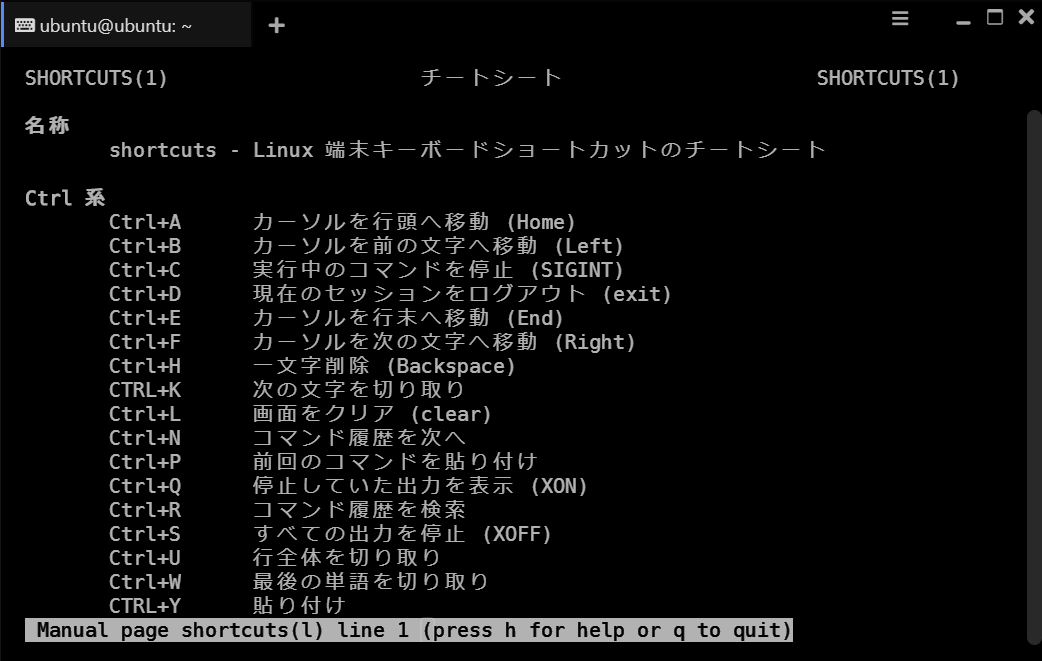 ubuntu@ubuntu: ~
SHORTCUTS(1) チートシート SHORTCUTS(1)
名称
shortcuts - Linux 端末キーボードショートカットのチートシート
Ctrl 系
Ctrl+A カーソルを行頭へ移動 (Home)
Ctrl+B カーソルを前の文字へ移動 (Left)
Ctrl+C 実行中のコマンドを停止 (SIGINT)
Ctrl+D 現在のセッションをログアウト (exit)
Ctrl+E カーソルを行末へ移動 (End)
Ctrl+F カーソルを次の文字へ移動 (Right)
Ctrl+H 一文字削除 (Backspace)
CTRL+K 次の文字を切り取り
Ctrl+L 画面をクリア (clear)
Ctrl+N コマンド履歴を次へ
Ctrl+P 前回のコマンドを貼り付け
Ctrl+Q 停止していた出力を表示 (XON)
Ctrl+R コマンド履歴を検索
Ctrl+S すべての出力を停止 (XOFF)
Ctrl+U 行全体を切り取り
Ctrl+W 最後の単語を切り取り
CTRL+Y 貼り付け
Manual page shortcuts(l) line 1 (press h for help or q to quit)